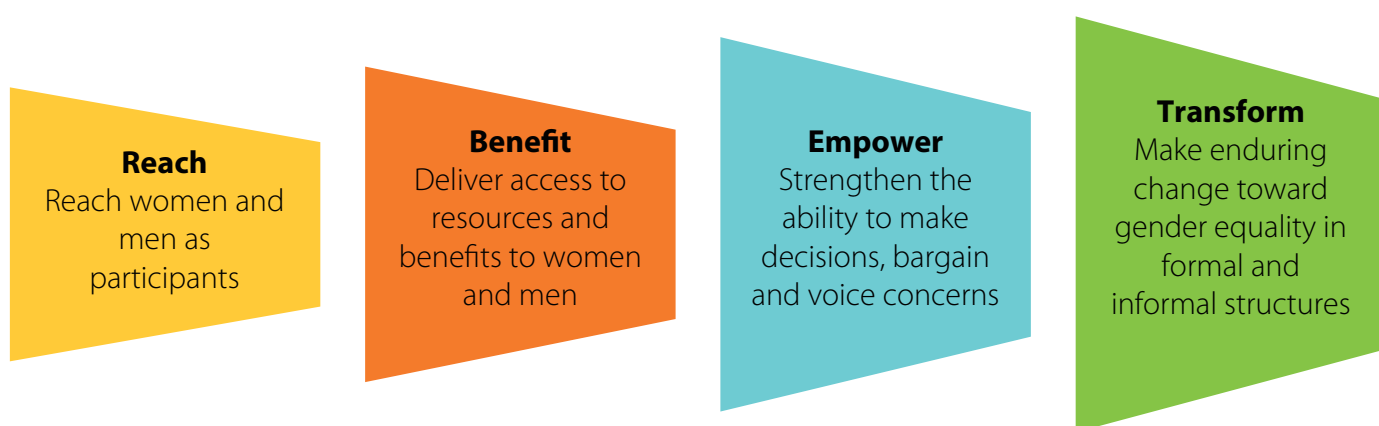 Reach
Reach women and
men as
participants
Benefit
Deliver access to
resources and
benefits to women
and men
Empower
Strengthen the
ability to make
decisions, bargain
and voice concerns
Transform
Make enduring
change toward
gender equality in
formal and
informal structures